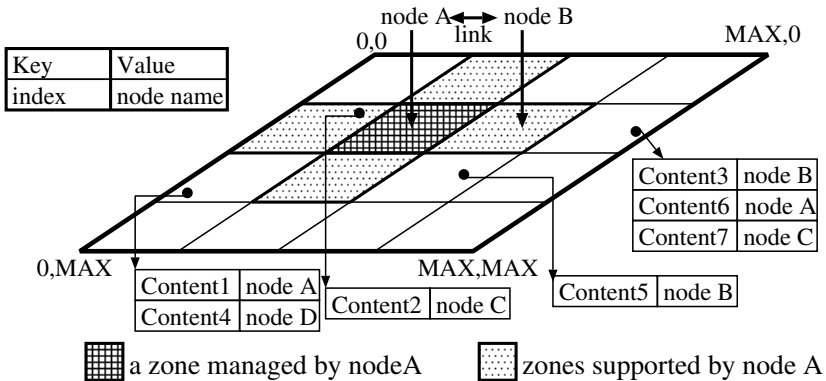 node A
node B
link
0,0
MAX,0
Key Value
index node name
Content3 node B
Content6 node A
Content7 node C
0,MAX
MAX,MAX
Content1 node A
Content4 node D
Content2 node C
Content5 node B
a zone managed by nodeA
zones supported by node A